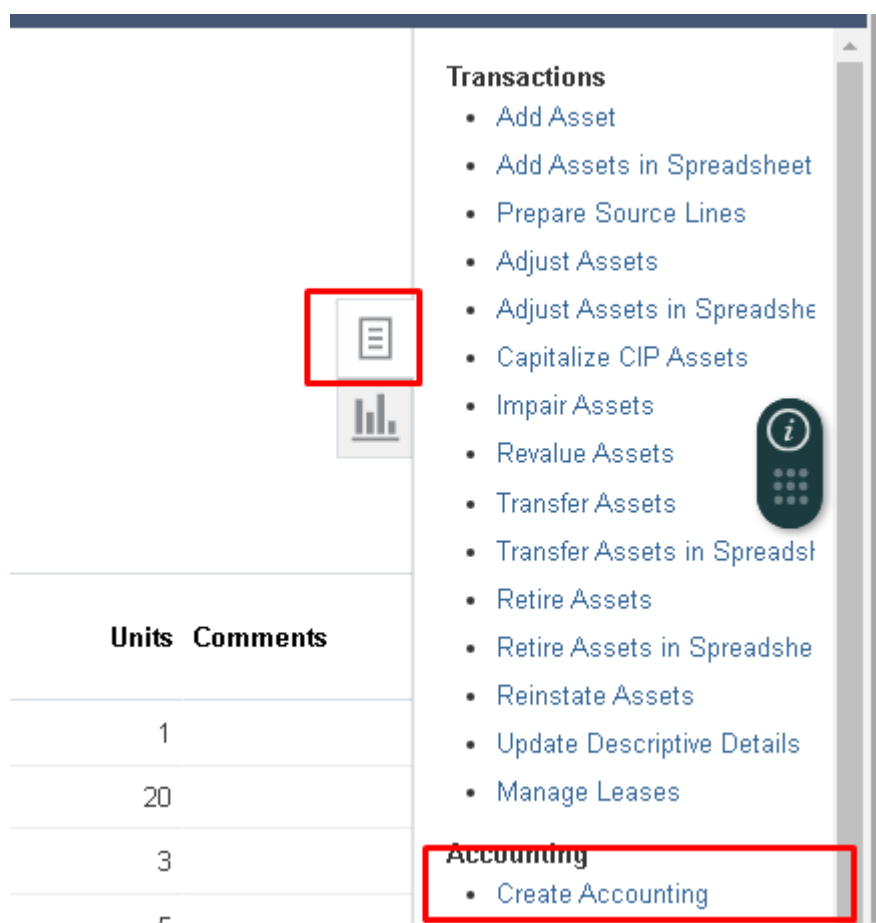 Transactions
Add Asset
Add Assets in Spreadsheet
Prepare Source Lines
Adjust Assets
Adjust Assets in Spreadshe
Capitalize CIP Assets
Impair Assets
Revalue Assets
Transfer Assets
Transfer Assets in Spreadsh
Retire Assets
Retire Assets in Spreadshe
Reinstate Assets
Update Descriptive Details
Manage Leases
Accounting
Create Accounting
Units Comments
1
20
3